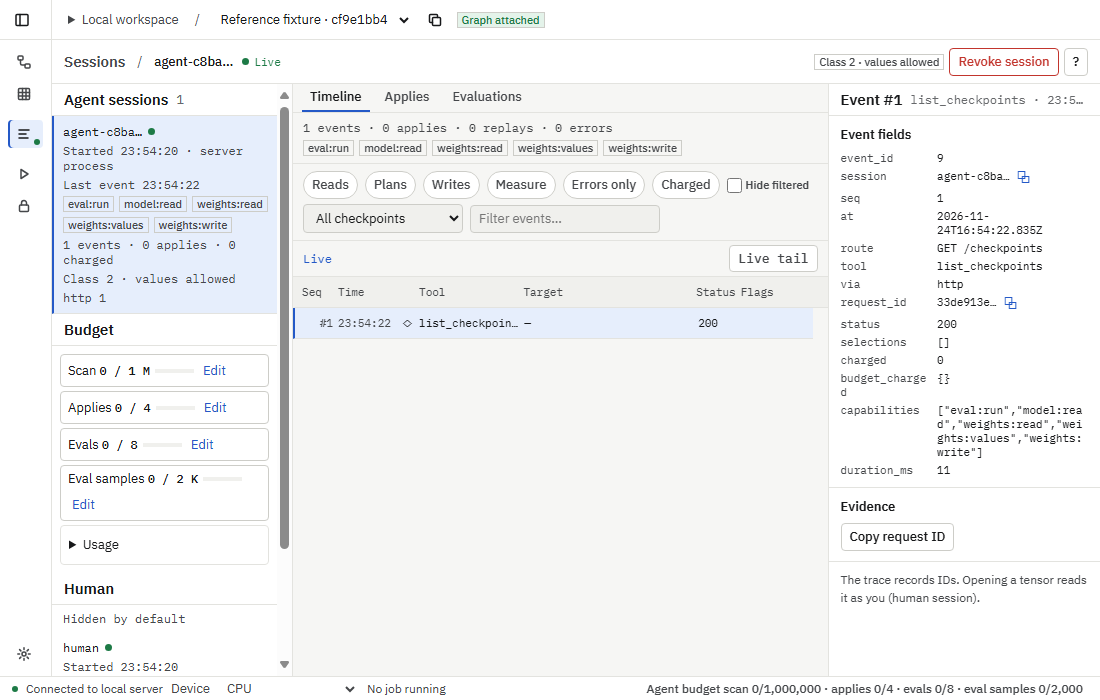 Local workspace / Reference fixture · cf9e1bb4 Graph attached
Sessions / agent-c8ba… Live Class 2 · values allowed Revoke session ?
Agent sessions 1
agent-c8ba…
Started 23:54:20 · server
process
Last event 23:54:22
eval:run model:read weights:read
weights:values weights:write
1 events · 0 applies · 0
charged
Class 2 · values allowed
http 1
Budget
Scan 0 / 1 M Edit
Applies 0 / 4 Edit
Evals 0 / 8 Edit
Eval samples 0 / 2 K
Edit
Usage
Human
Hidden by default
human
Started 23:54:20
Timeline Applies Evaluations
1 events · 0 applies · 0 replays · 0 errors
eval:run model:read weights:read weights:values weights:write
Reads Plans Writes Measure Errors only Charged Hide filtered
All checkpoints Filter events…
Live Live tail
Seq Time Tool Target Status Flags
#1 23:54:22 ◇ list_checkpoin… — 200
Event #1 list_checkpoints · 23:5…
Event fields
event_id 9
session agent-c8ba…
seq 1
at 2026-11-
24T16:54:22.835Z
route GET /checkpoints
tool list_checkpoints
via http
request_id 33de913e…
status 200
selections []
charged 0
budget_charge {}
d
capabilities ["eval:run","model:rea
d","weights:read","wei
ghts:values","weights:
write"]
duration_ms 11
Evidence
Copy request ID
The trace records IDs. Opening a tensor reads
it as you (human session).
Connected to local server Device CPU No job running Agent budget scan 0/1,000,000 · applies 0/4 · evals 0/8 · eval samples 0/2,000